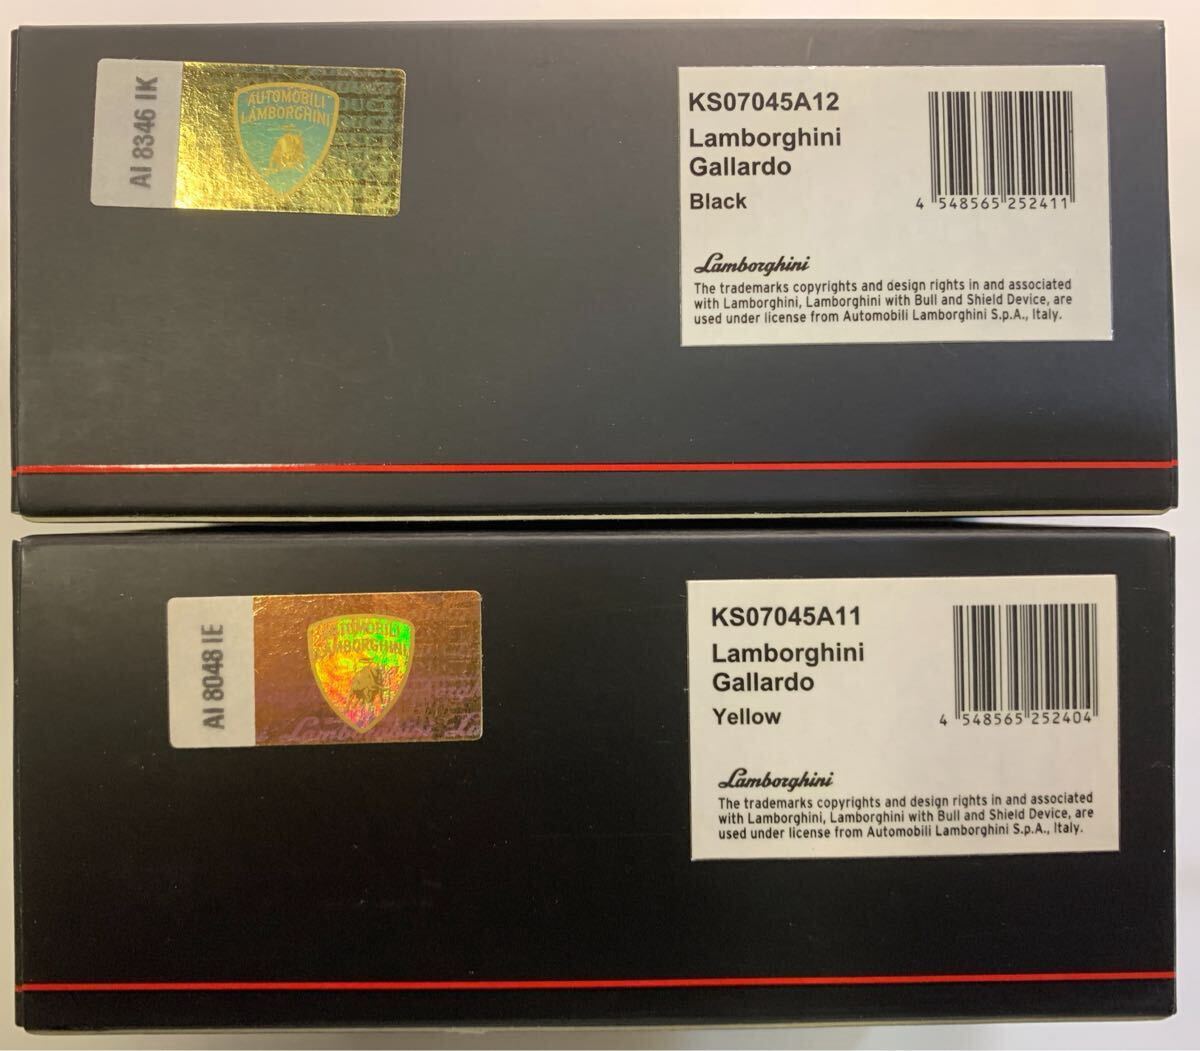 AI 8346 IK
AUTOMOBILI
LAMBORGHINI
KS07045A12
Lamborghini
Gallardo
Black
4 548565 252411
Lamborghini
The trademarks copyrights and design rights in and associated
with Lamborghini, Lamborghini with Bull and Shield Device, are
used under license from Automobili Lamborghini S.p.A., Italy.
AI 8048 IE
AUTOMOBILI
LAMBORGHINI
Lamborghini
KS07045A11
Lamborghini
Gallardo
Yellow
4 548565 252404
Lamborghini
The trademarks copyrights and design rights in and associated
with Lamborghini, Lamborghini with Bull and Shield Device, are
used under license from Automobili Lamborghini S.p.A., Italy.